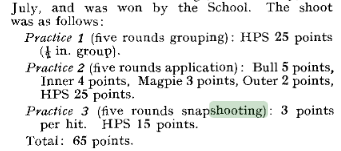 July, and was won by the School. The shoot
was as follows:
Practice 1 (five rounds grouping): HPS 25 points
(¼ in. group).
Practice 2 (five rounds application): Bull 5 points,
Inner 4 points, Magpie 3 points, Outer 2 points,
HPS 25 points.
Practice 3 (five rounds snapshooting): 3 points
per hit. HPS 15 points.
Total: 65 points.